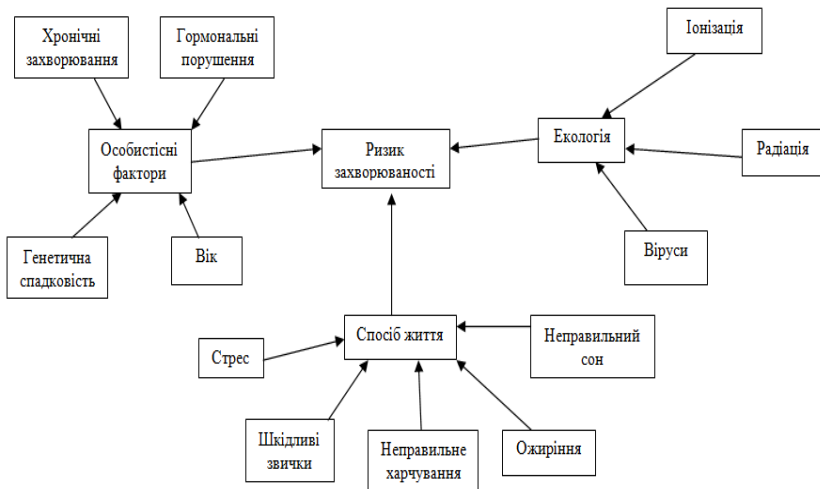 Хронічні
захворювання
Гормональні
порушення
Іонізація
Особистісні
фактори
Ризик
захворюваності
Екологія
Радіація
Генетична
спадковість
Вік
Віруси
Стрес
Спосіб життя
Неправильний
сон
Шкідливі
звички
Неправильне
харчування
Ожиріння